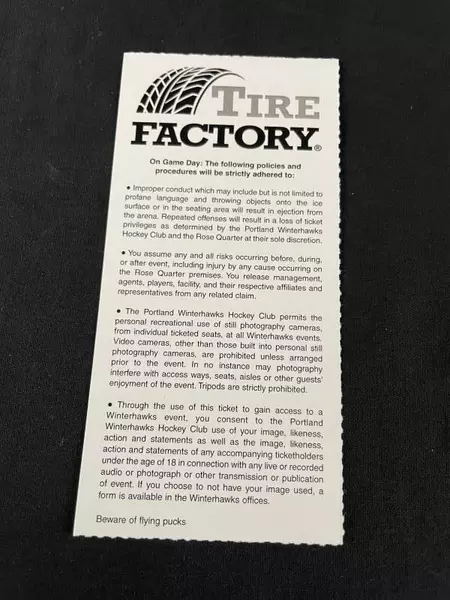 TIRE
FACTORY®
On Game Day: The following policies and
procedures will be strictly adhered to:
• Improper conduct which may include but is not limited to
profane language and throwing objects onto the ice
surface or in the seating area will result in ejection from
the arena. Repeated offenses will result in a loss of ticket
privileges as determined by the Portland Winterhawks
Hockey Club and the Rose Quarter at their sole discretion.
• You assume any and all risks occurring before, during,
or after event, including injury by any cause occurring on
the Rose Quarter premises. You release management,
agents, players, facility, and their respective affiliates and
representatives from any related claim.
• The Portland Winterhawks Hockey Club permits the
personal recreational use of still photography cameras,
from individual ticketed seats, at all Winterhawks events.
Video cameras, other than those built into personal still
photography cameras, are prohibited unless arranged
prior to the event. In no instance may photography
interfere with access ways, seats, aisles or other guests'
enjoyment of the event. Tripods are strictly prohibited.
• Through the use of this ticket to gain access to a
Winterhawks event, you consent to the Portland
Winterhawks Hockey Club use of your image, likeness,
action and statements as well as the image, likeness,
action and statements of any accompanying ticketholders
under the age of 18 in connection with any live or recorded
audio or photograph or other transmission or publication
of event. If you choose to not have your image used, a
form is available in the Winterhawks offices.
Beware of flying pucks